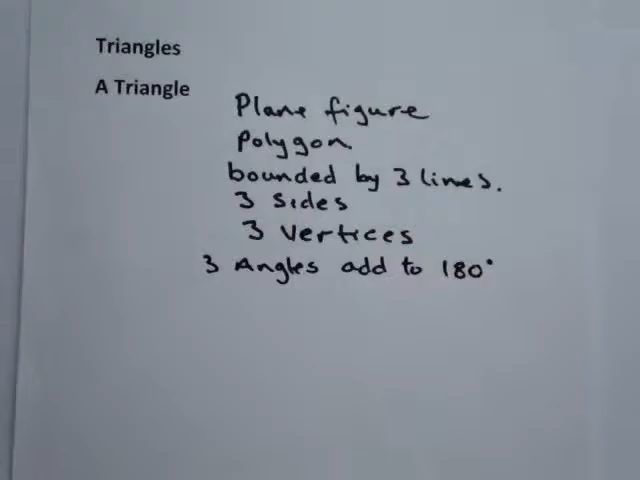 Triangles
A Triangle
Plane figure
Polygon.
bounded by 3 lines.
3 Sides
3 Vertices
3 Angles add to 180°